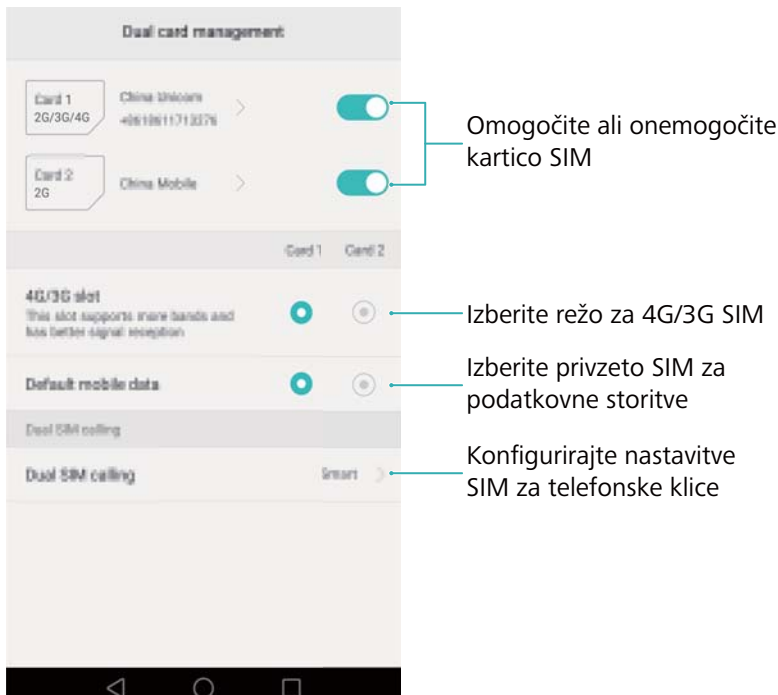 Dual card management
Card 1
2G/3G/4G
China Unicom
Card 2
2G
China Mobile
Omogočite ali onemogočite
kartico SIM
Card 1 Card 2
4G/3G slot
This slot supports more bands and
has better signal reception
Izberite režo za 4G/3G SIM
Default mobile data
Izberite privzeto SIM za
podatkovne storitve
Dual SIM calling
Dual SIM calling Smart
Konfigurirajte nastavitve
SIM za telefonske klice